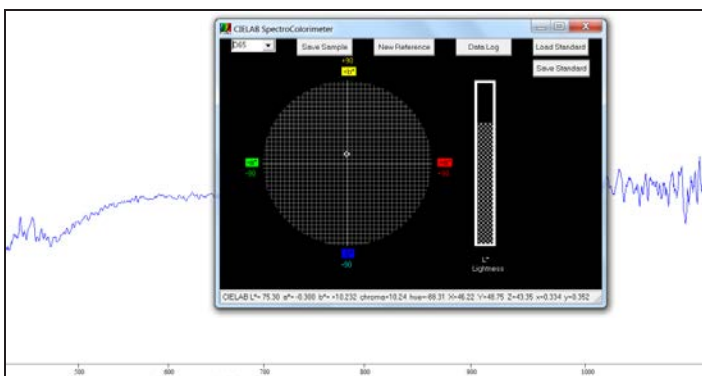 CIELAB SpectroColorimeter
D65 Save Sample New Reference Data Log Load Standard
Save Standard
+90
+b*
-90
+90
-90
L*
Lightness
CIELAB L*= 75.30 a*= -0.300 b*= +10.232 chroma=10.24 hue=-88.31 X=46.22 Y=48.75 Z=43.35 x=0.334 y=0.352
500 600 700 800 900 1000